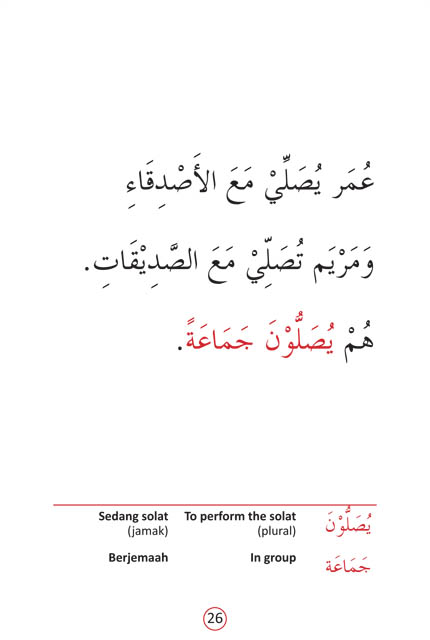 عُمَر يُصَلِّيْ مَعَ الأَصْدِقَاءِ
وَمَرْيَم تُصَلِّيْ مَعَ الصَّدِيْقَاتِ.
هُمْ يُصَلُّوْنَ جَمَاعَةً.
Sedang solat To perform the solat يُصَلُّوْنَ
(jamak) (plural)
Berjemaah In group جَمَاعَة
26